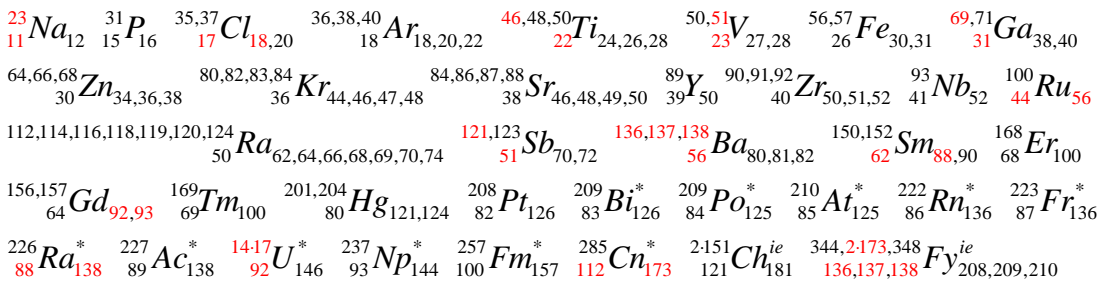 ²³₁₁Na₁₂ ³¹₁₅P₁₆ ³⁵,³⁷₁₇Cl₁₈,₂₀ ³⁶,³⁸,⁴⁰₁₈Ar₁₈,₂₀,₂₂ ⁴⁶,⁴⁸,⁵⁰₂₂Ti₂₄,₂₆,₂₈ ⁵⁰,⁵¹₂₃V₂₇,₂₈ ⁵⁶,⁵⁷₂₆Fe₃₀,₃₁ ⁶⁹,⁷¹₃₁Ga₃₈,₄₀
⁶⁴,⁶⁶,⁶⁸₃₀Zn₃₄,₃₆,₃₈ ⁸⁰,⁸²,⁸³,⁸⁴₃₆Kr₄₄,₄₆,₄₇,₄₈ ⁸⁴,⁸⁶,⁸⁷,⁸⁸₃₈Sr₄₆,₄₈,₄₉,₅₀ ⁸⁹₃₉Y₅₀ ⁹⁰,⁹¹,⁹²₄₀Zr₅₀,₅₁,₅₂ ⁹³₄₁Nb₅₂ ¹⁰⁰₄₄Ru₅₆
¹¹²,¹¹⁴,¹¹⁶,¹¹⁸,¹¹⁹,¹²⁰,¹²⁴₅₀Ra₆₂,₆₄,₆₆,₆₈,₆₉,₇₀,₇₄ ¹²¹,¹²³₅₁Sb₇₀,₇₂ ¹³⁶,¹³⁷,¹³⁸₅₆Ba₈₀,₈₁,₈₂ ¹⁵⁰,¹⁵²₆₂Sm₈₈,₉₀ ¹⁶⁸₆₈Er₁₀₀
¹⁵⁶,¹⁵⁷₆₄Gd₉₂,₉₃ ¹⁶⁹₆₉Tm₁₀₀ ²⁰¹,²⁰⁴₈₀Hg₁₂₁,₁₂₄ ²⁰⁸₈₂Pt₁₂₆ ²⁰⁹₈₃Bi*₁₂₆ ²⁰⁹₈₄Po*₁₂₅ ²¹⁰₈₅At*₁₂₅ ²²²₈₆Rn*₁₃₆ ²²³₈₇Fr*₁₃₆
²²⁶₈₈Ra*₁₃₈ ²²⁷₈₉Ac*₁₃₈ ¹⁴·¹⁷₉₂U*₁₄₆ ²³⁷₉₃Np*₁₄₄ ²⁵⁷₁₀₀Fm*₁₅₇ ²⁸⁵₁₁₂Cn*₁₇₃ ²·¹⁵¹₁₂₁Chⁱᵉ₁₈₁ ³⁴⁴,²·¹⁷³,³⁴⁸₁₃₆,₁₃₇,₁₃₈Fyⁱᵉ₂₀₈,₂₀₉,₂₁₀